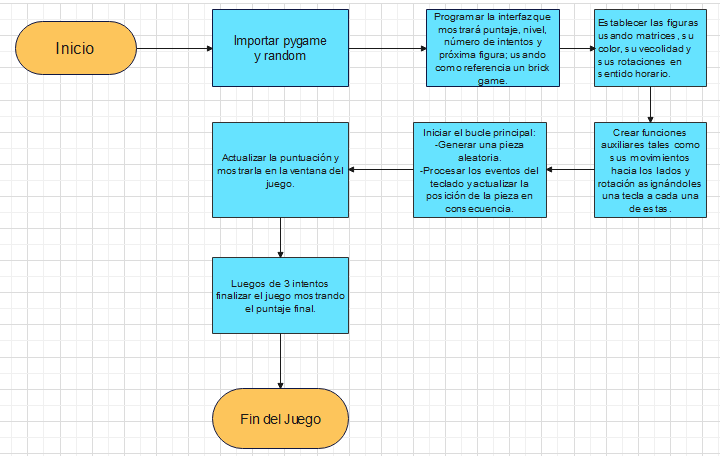 Inicio
Importar pygame
y random
Programar la interfaz que
mostrará puntaje, nivel,
número de intentos y
próxima figura; usando
como referencia un brick
game.
Establecer las figuras
usando matrices, su
color, su vecolidad y
sus rotaciones en
sentido horario.
Crear funciones
auxiliares tales como
sus movimientos
hacia los lados y
rotación asignándoles
una tecla a cada una
de estas.
Iniciar el bucle principal:
-Generar una pieza
aleatoria.
-Procesar los eventos del
teclado y actualizar la
posición de la pieza en
consecuencia.
Actualizar la puntuación y
mostrarla en la ventana del
juego.
Luegos de 3 intentos
finalizar el juego mostrando
el puntaje final.
Fin del Juego